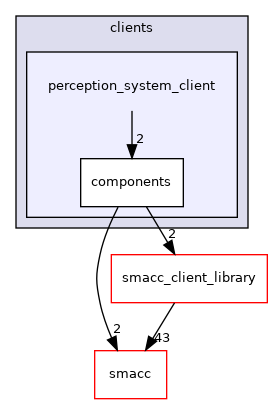 clients
perception_system_client
2
components
2
smacc_client_library
2
43
smacc